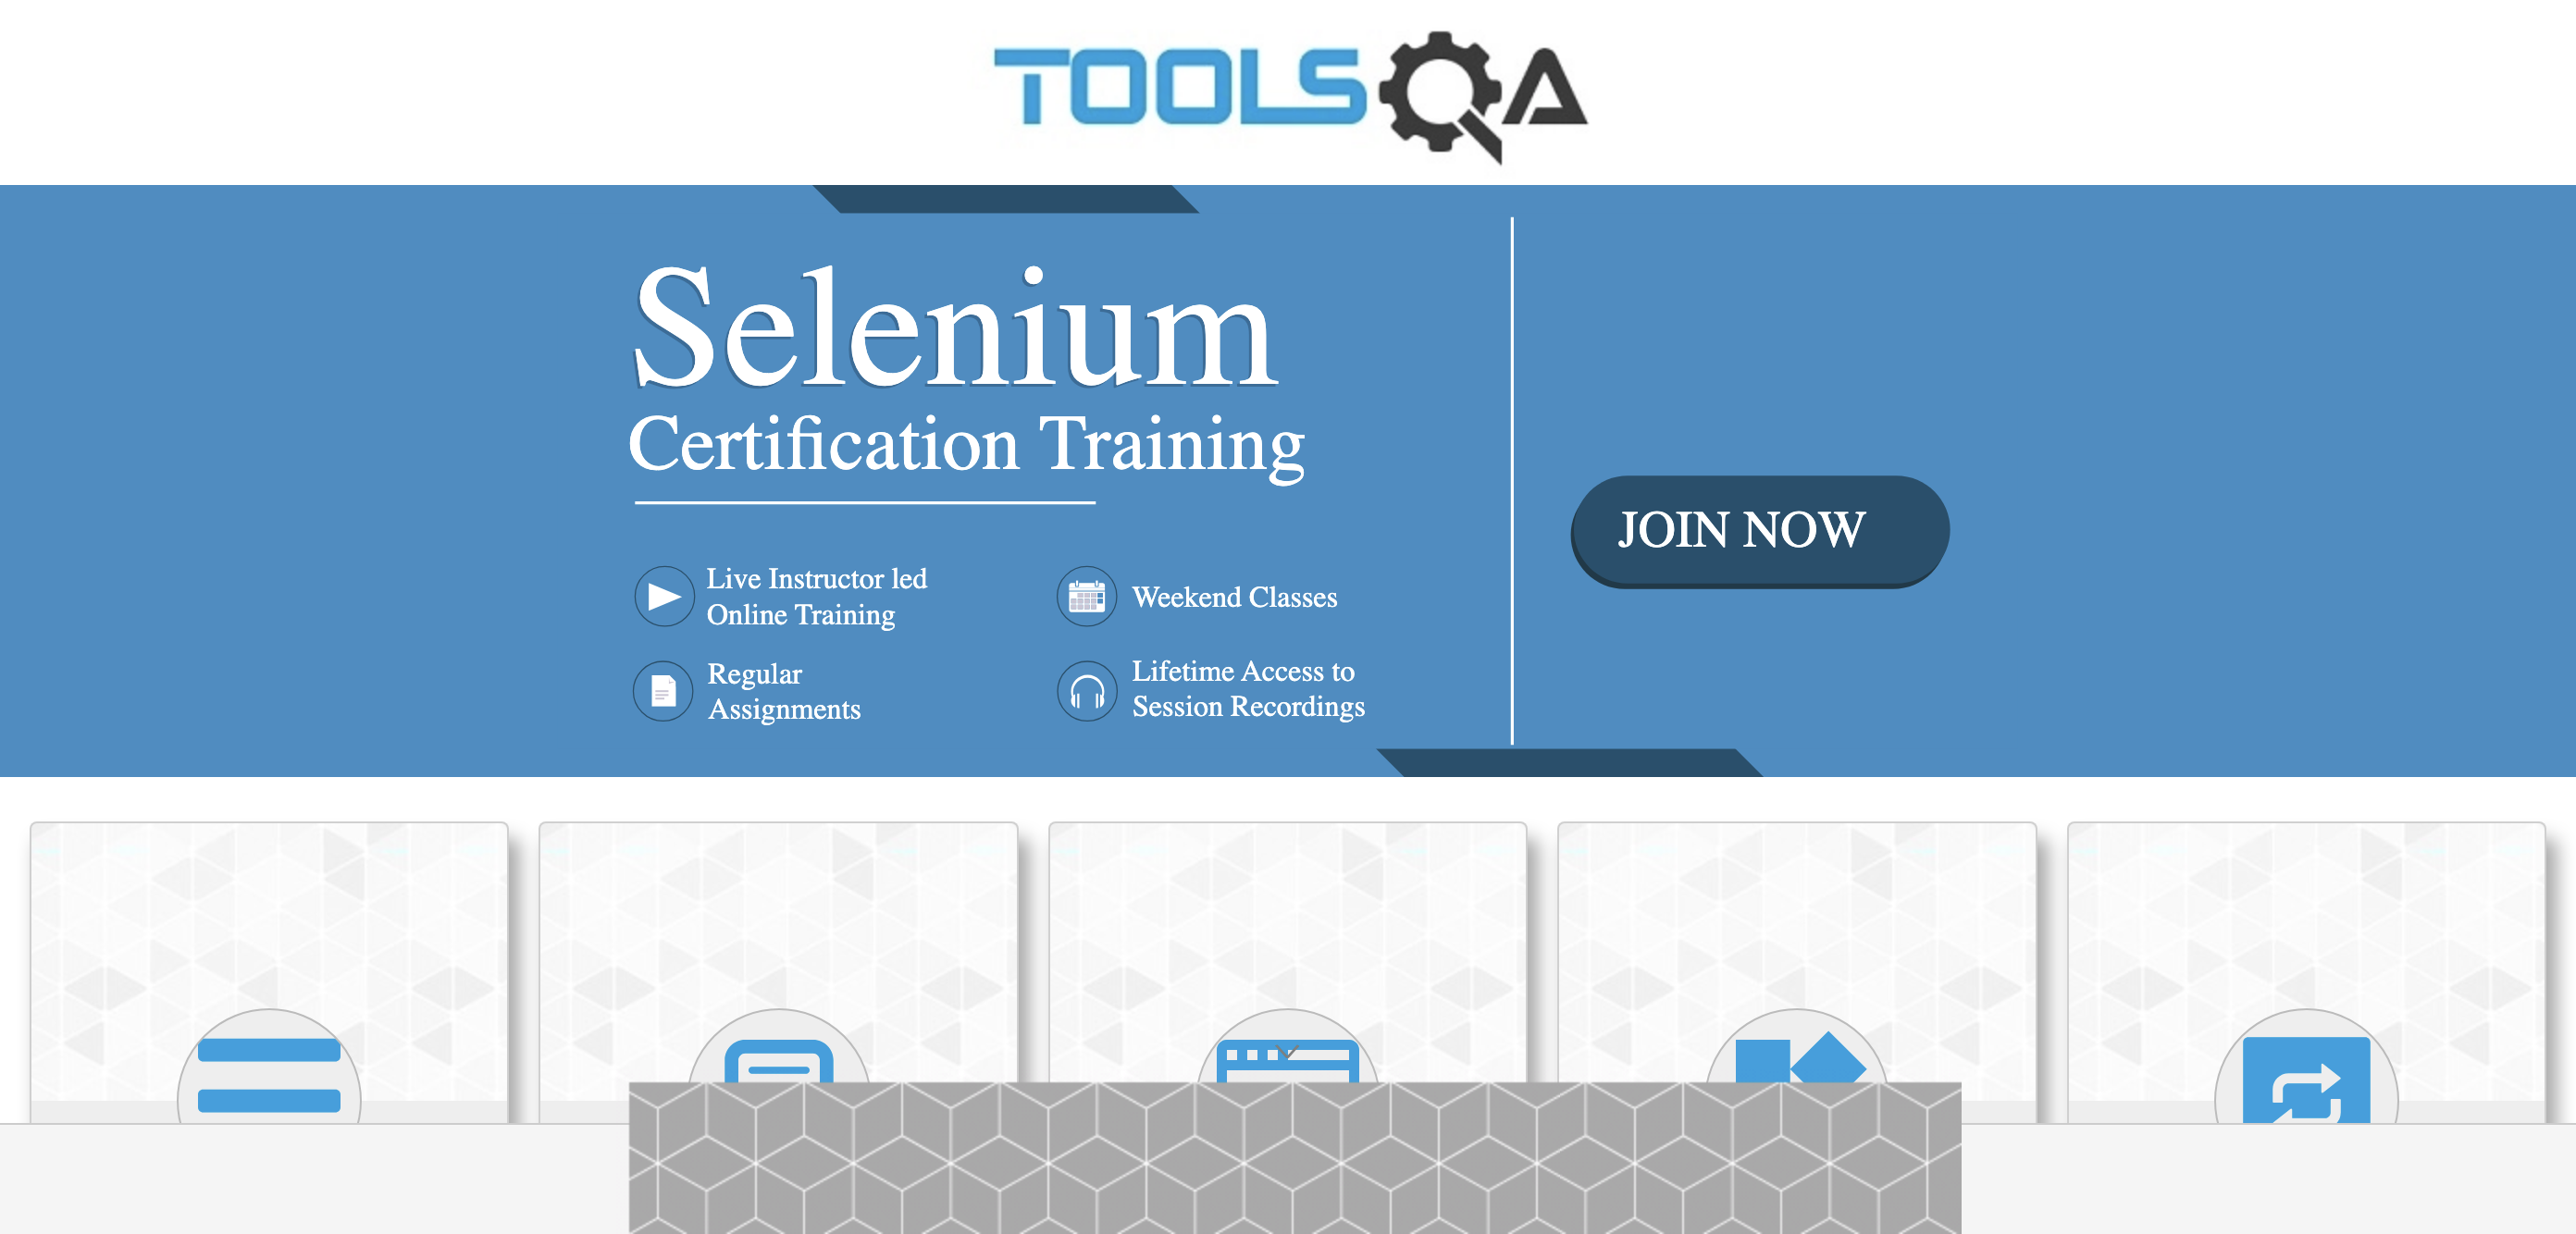 TOOLSQA
Selenium
Certification Training
Live Instructor led
Online Training
Weekend Classes
Regular
Assignments
Lifetime Access to
Session Recordings
JOIN NOW